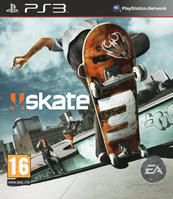 PS3
PlayStation Network
skate 3
16
www.pegi.info
EA